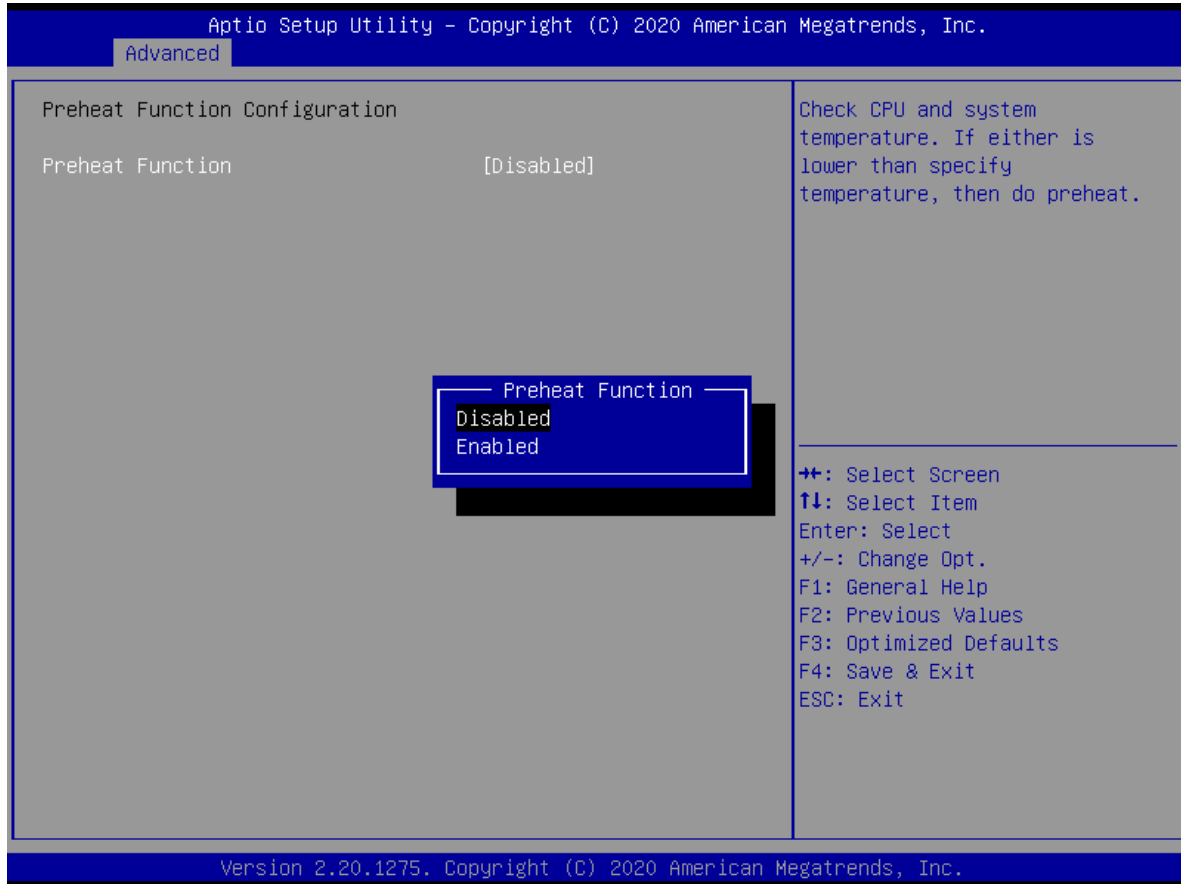 Aptio Setup Utility – Copyright (C) 2020 American Megatrends, Inc.
Advanced
Preheat Function Configuration
Preheat Function [Disabled]
Check CPU and system
temperature. If either is
lower than specify
temperature, then do preheat.
Preheat Function
Disabled
Enabled
→←: Select Screen
↑↓: Select Item
Enter: Select
+/-: Change Opt.
F1: General Help
F2: Previous Values
F3: Optimized Defaults
F4: Save & Exit
ESC: Exit
Version 2.20.1275. Copyright (C) 2020 American Megatrends, Inc.